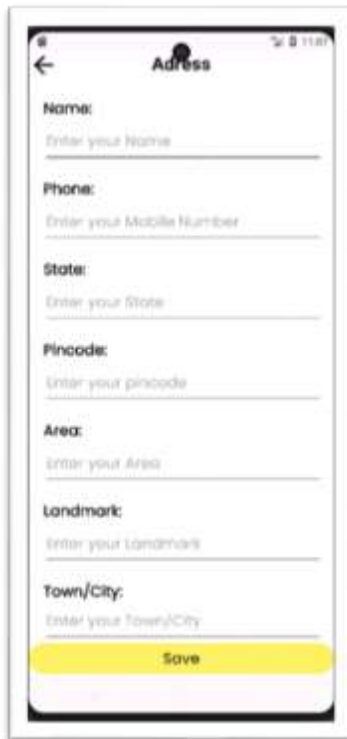 Adress
Name:
Enter your Name
Phone:
Enter your Mobile Number
State:
Enter your State
Pincode:
Enter your pincode
Area:
Enter your Area
Landmark:
Enter your Landmark
Town/City:
Enter your Town/City
Save